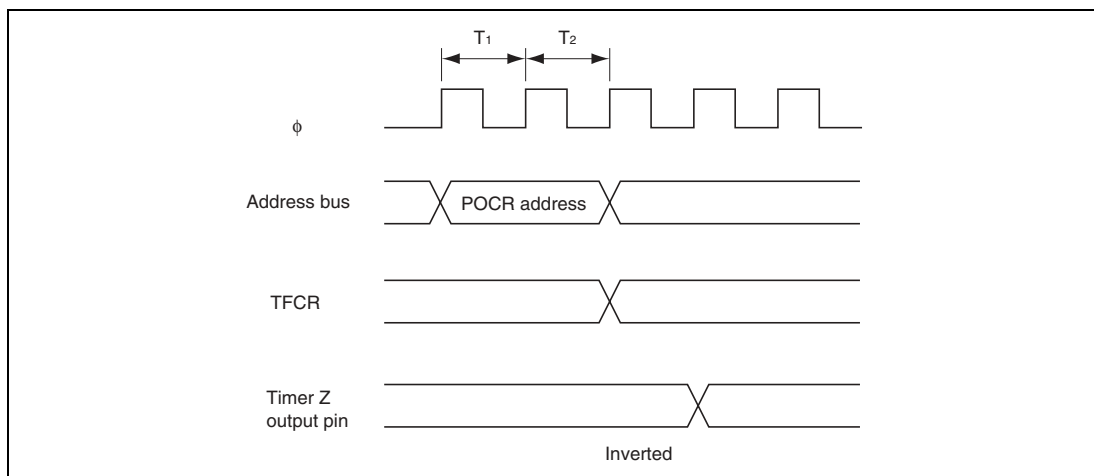 T1
T2
ϕ
Address bus
POCR address
TFCR
Timer Z
output pin
Inverted